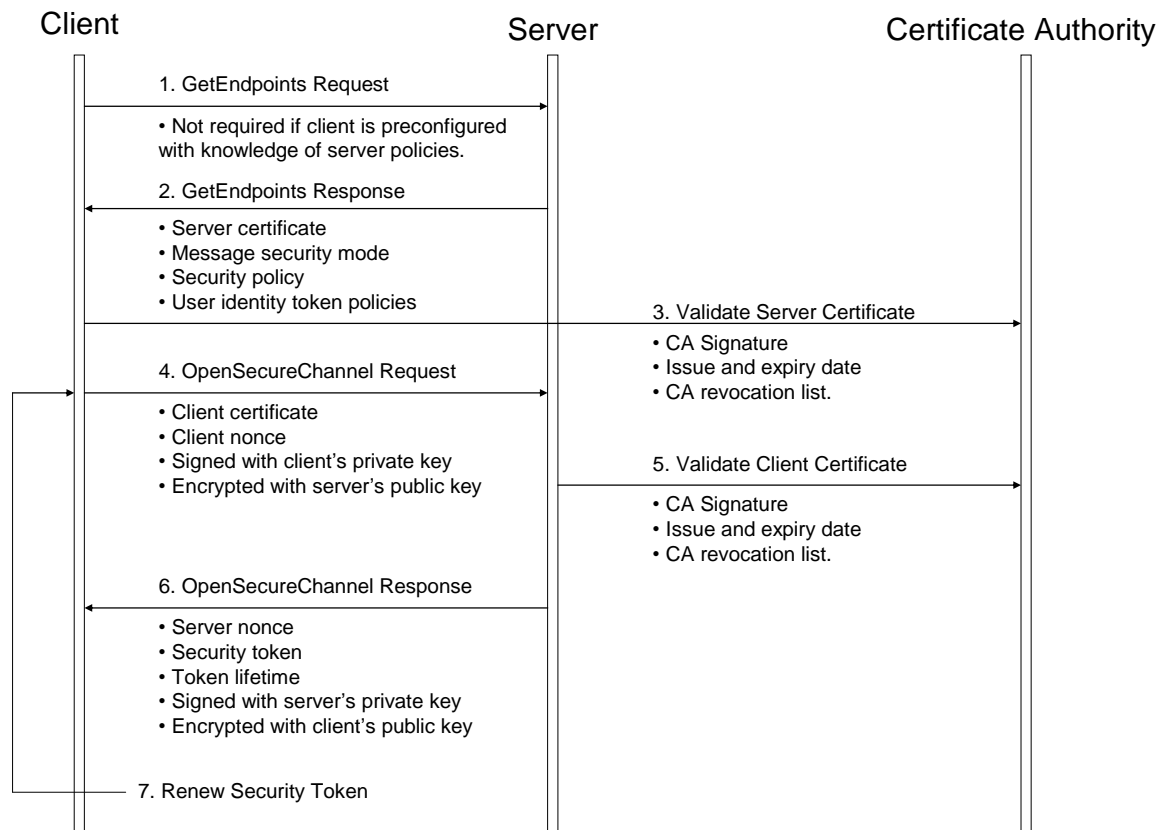 Client
Server
Certificate Authority
1. GetEndpoints Request
• Not required if client is preconfigured
with knowledge of server policies.
2. GetEndpoints Response
• Server certificate
• Message security mode
• Security policy
• User identity token policies
3. Validate Server Certificate
• CA Signature
• Issue and expiry date
• CA revocation list.
4. OpenSecureChannel Request
• Client certificate
• Client nonce
• Signed with client’s private key
• Encrypted with server’s public key
5. Validate Client Certificate
• CA Signature
• Issue and expiry date
• CA revocation list.
6. OpenSecureChannel Response
• Server nonce
• Security token
• Token lifetime
• Signed with server’s private key
• Encrypted with client’s public key
7. Renew Security Token